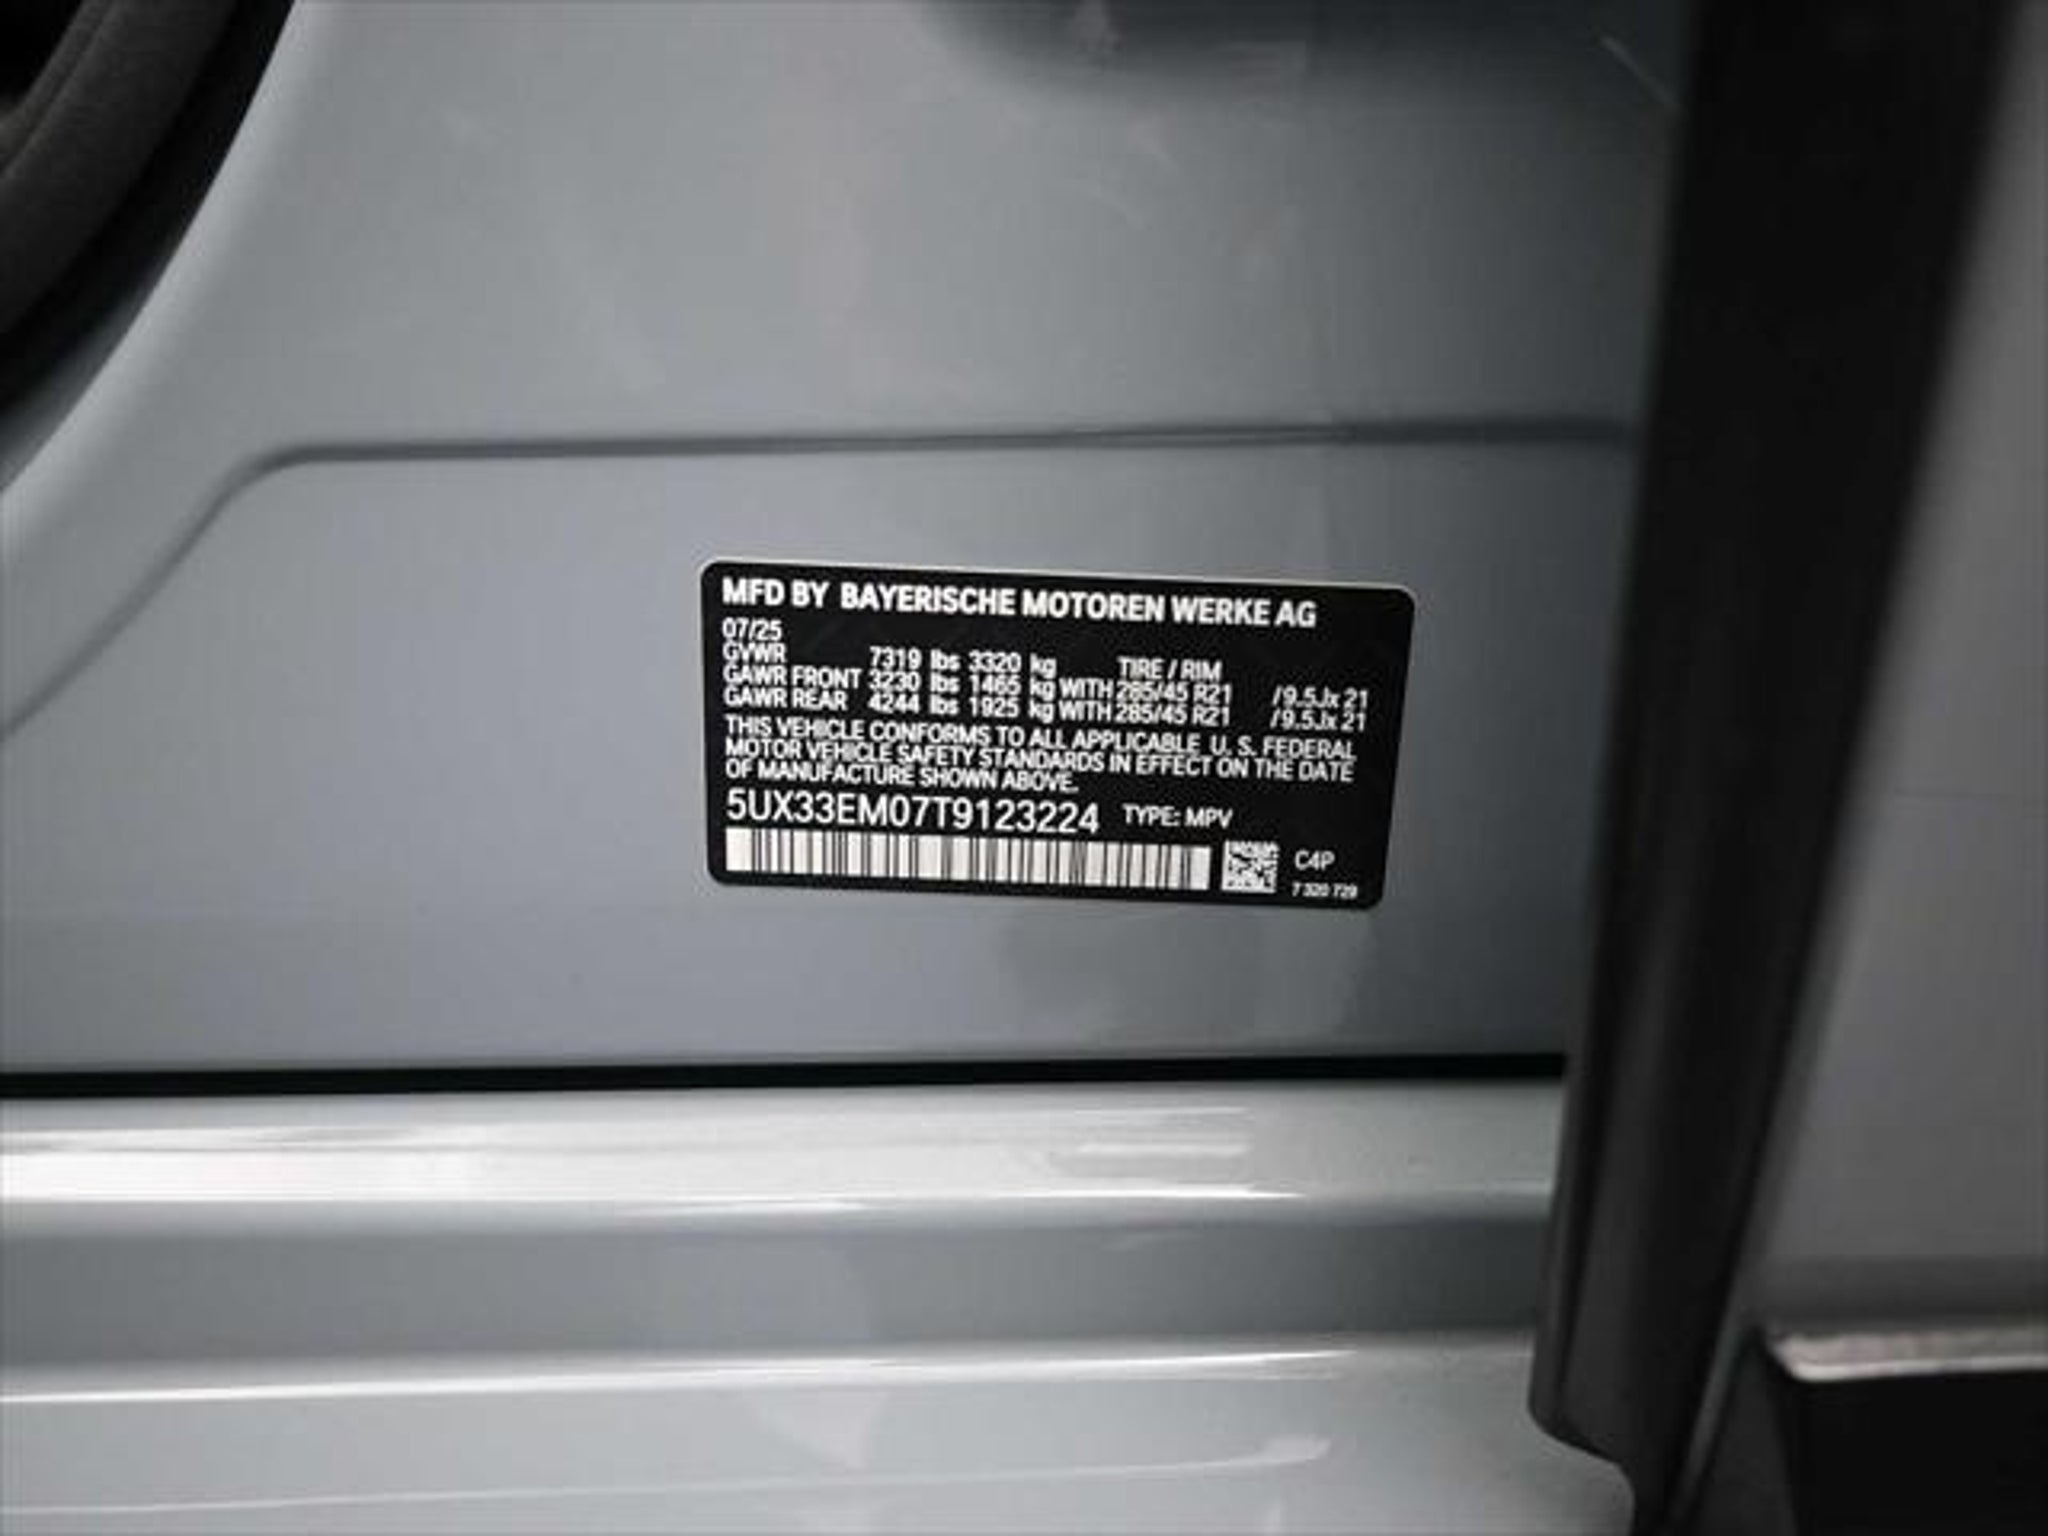 MFD BY BAYERISCHE MOTOREN WERKE AG
07/25
GVWR 7319 lbs 3320 kg TIRE / RIM
GAWR FRONT 3230 lbs 1465 kg WITH 285/45 R21 /9.5Jx 21
GAWR REAR 4244 lbs 1925 kg WITH 285/45 R21 /9.5Jx 21
THIS VEHICLE CONFORMS TO ALL APPLICABLE U. S. FEDERAL
MOTOR VEHICLE SAFETY STANDARDS IN EFFECT ON THE DATE
OF MANUFACTURE SHOWN ABOVE.
5UX33EM07T9123224 TYPE: MPV
C4P
7 320 729